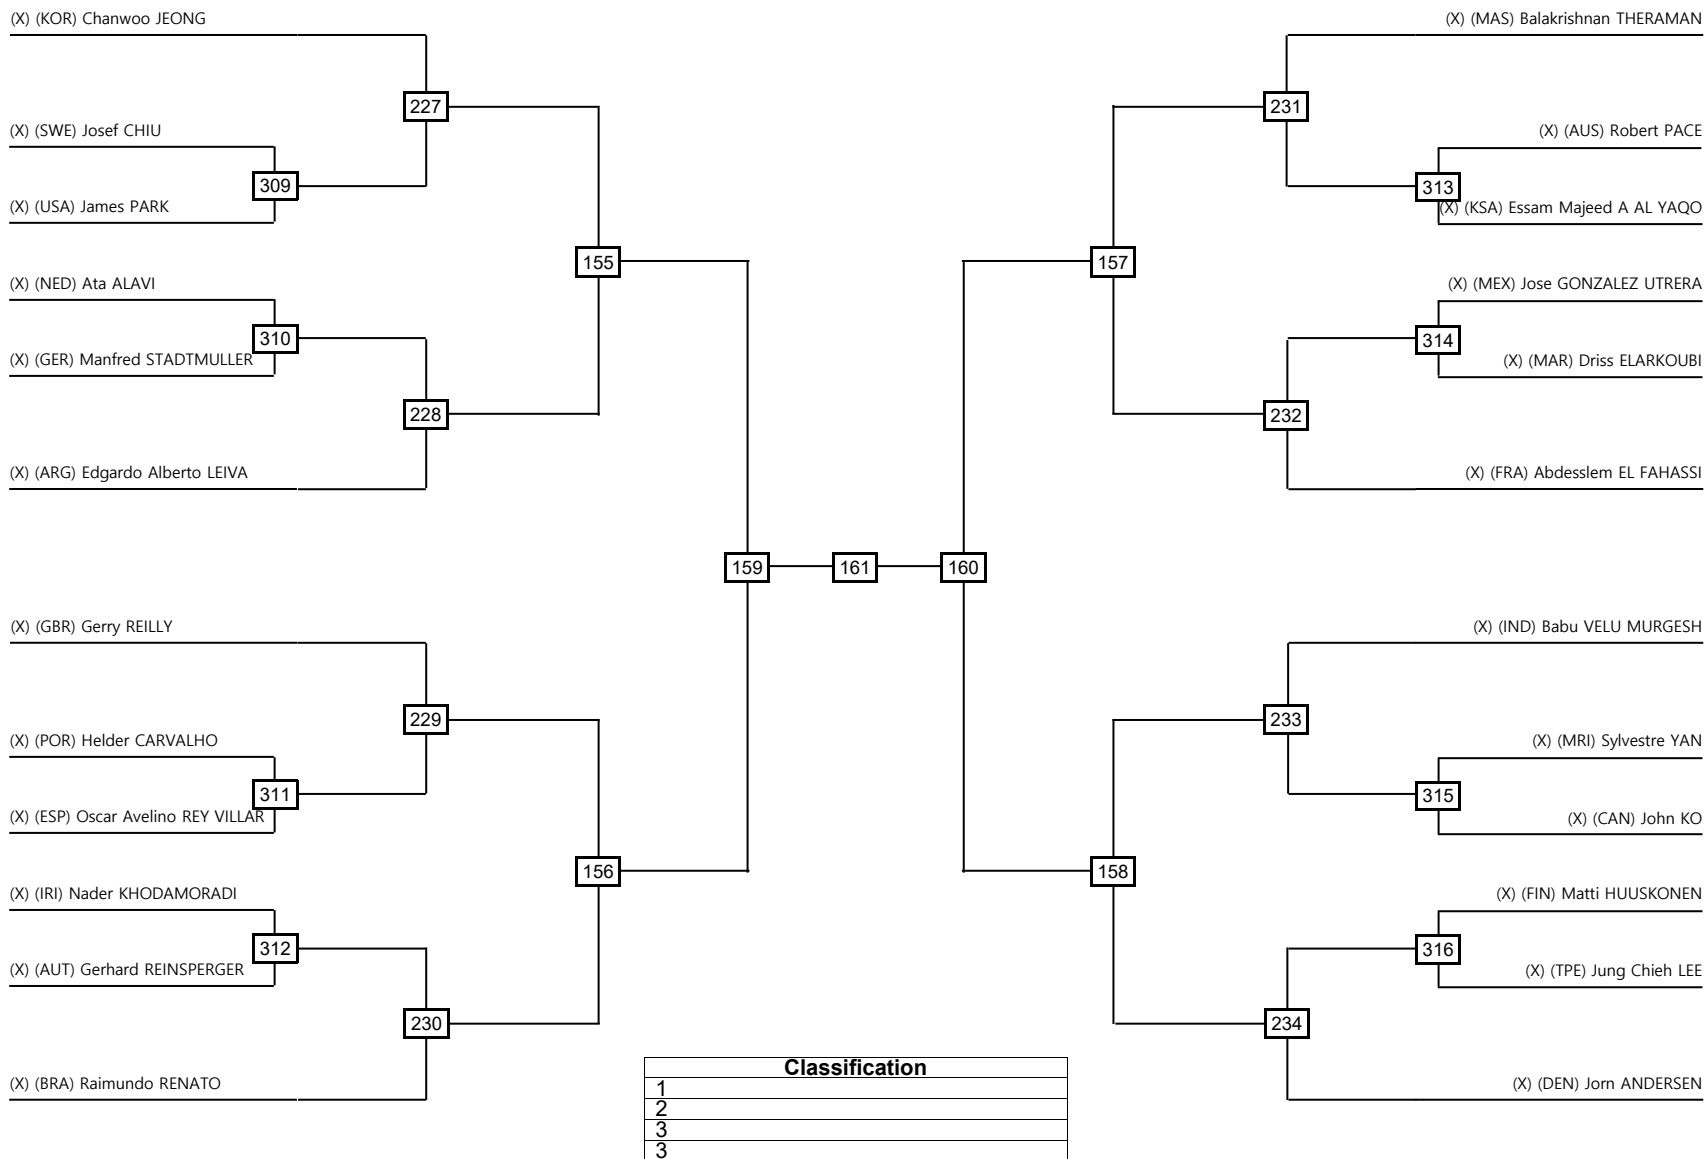 (X) (KOR) Chanwoo JEONG
(X) (MAS) Balakrishnan THERAMAN
227
231
(X) (SWE) Josef CHIU
(X) (AUS) Robert PACE
309
313
(X) (USA) James PARK
(X) (KSA) Essam Majeed A AL YAQO
155
157
(X) (NED) Ata ALAVI
(X) (MEX) Jose GONZALEZ UTRERA
310
314
(X) (GER) Manfred STADTMULLER
(X) (MAR) Driss ELARKOUBI
228
232
(X) (ARG) Edgardo Alberto LEIVA
(X) (FRA) Abdesslem EL FAHASSI
159
161
160
(X) (GBR) Gerry REILLY
(X) (IND) Babu VELU MURGESH
229
233
(X) (POR) Helder CARVALHO
(X) (MRI) Sylvestre YAN
311
315
(X) (ESP) Oscar Avelino REY VILLAR
(X) (CAN) John KO
156
158
(X) (IRI) Nader KHODAMORADI
(X) (FIN) Matti HUUSKONEN
312
316
(X) (AUT) Gerhard REINSPERGER
(X) (TPE) Jung Chieh LEE
230
234
(X) (BRA) Raimundo RENATO
(X) (DEN) Jorn ANDERSEN
Classification
1
2
3
3